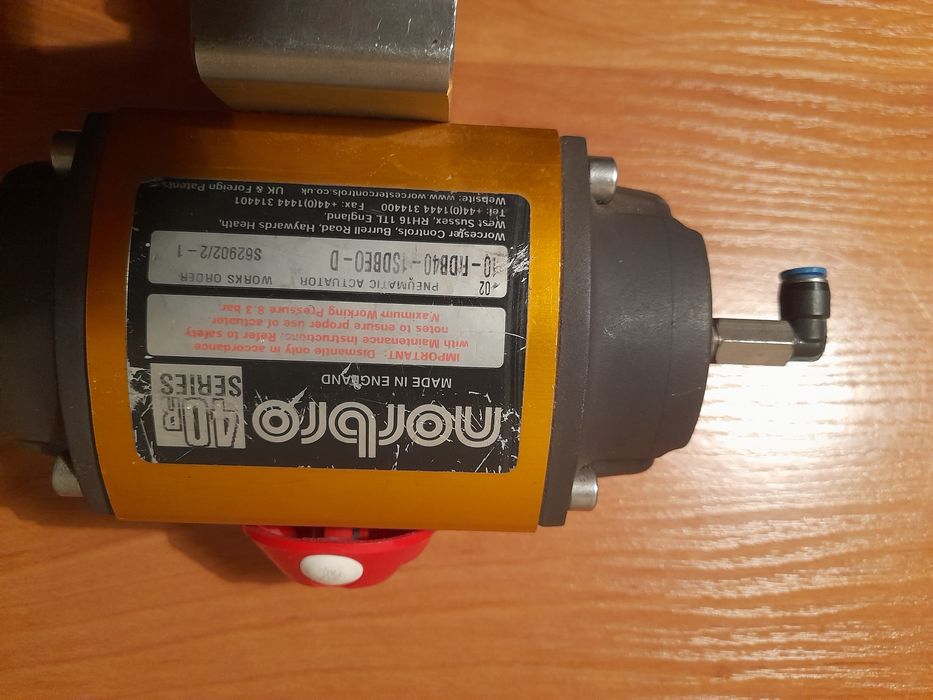 norbro 40R SERIES
MADE IN ENGLAND
IMPORTANT: Dismantle only in accordance
with Maintenance Instructions. Refer to safety
notes to ensure proper use of actuator.
Maximum Working Pressure 8.3 bar.
PNEUMATIC ACTUATOR WORKS ORDER
-RDB40-1SDBE0-D S62902/2-1
Worcester Controls, Burrell Road, Haywards Heath,
West Sussex, RH16 1TL England.
Tel: +44(0)1444 314400 Fax: +44(0)1444 314401
Website: www.worcestercontrols.co.uk UK & Foreign Patents